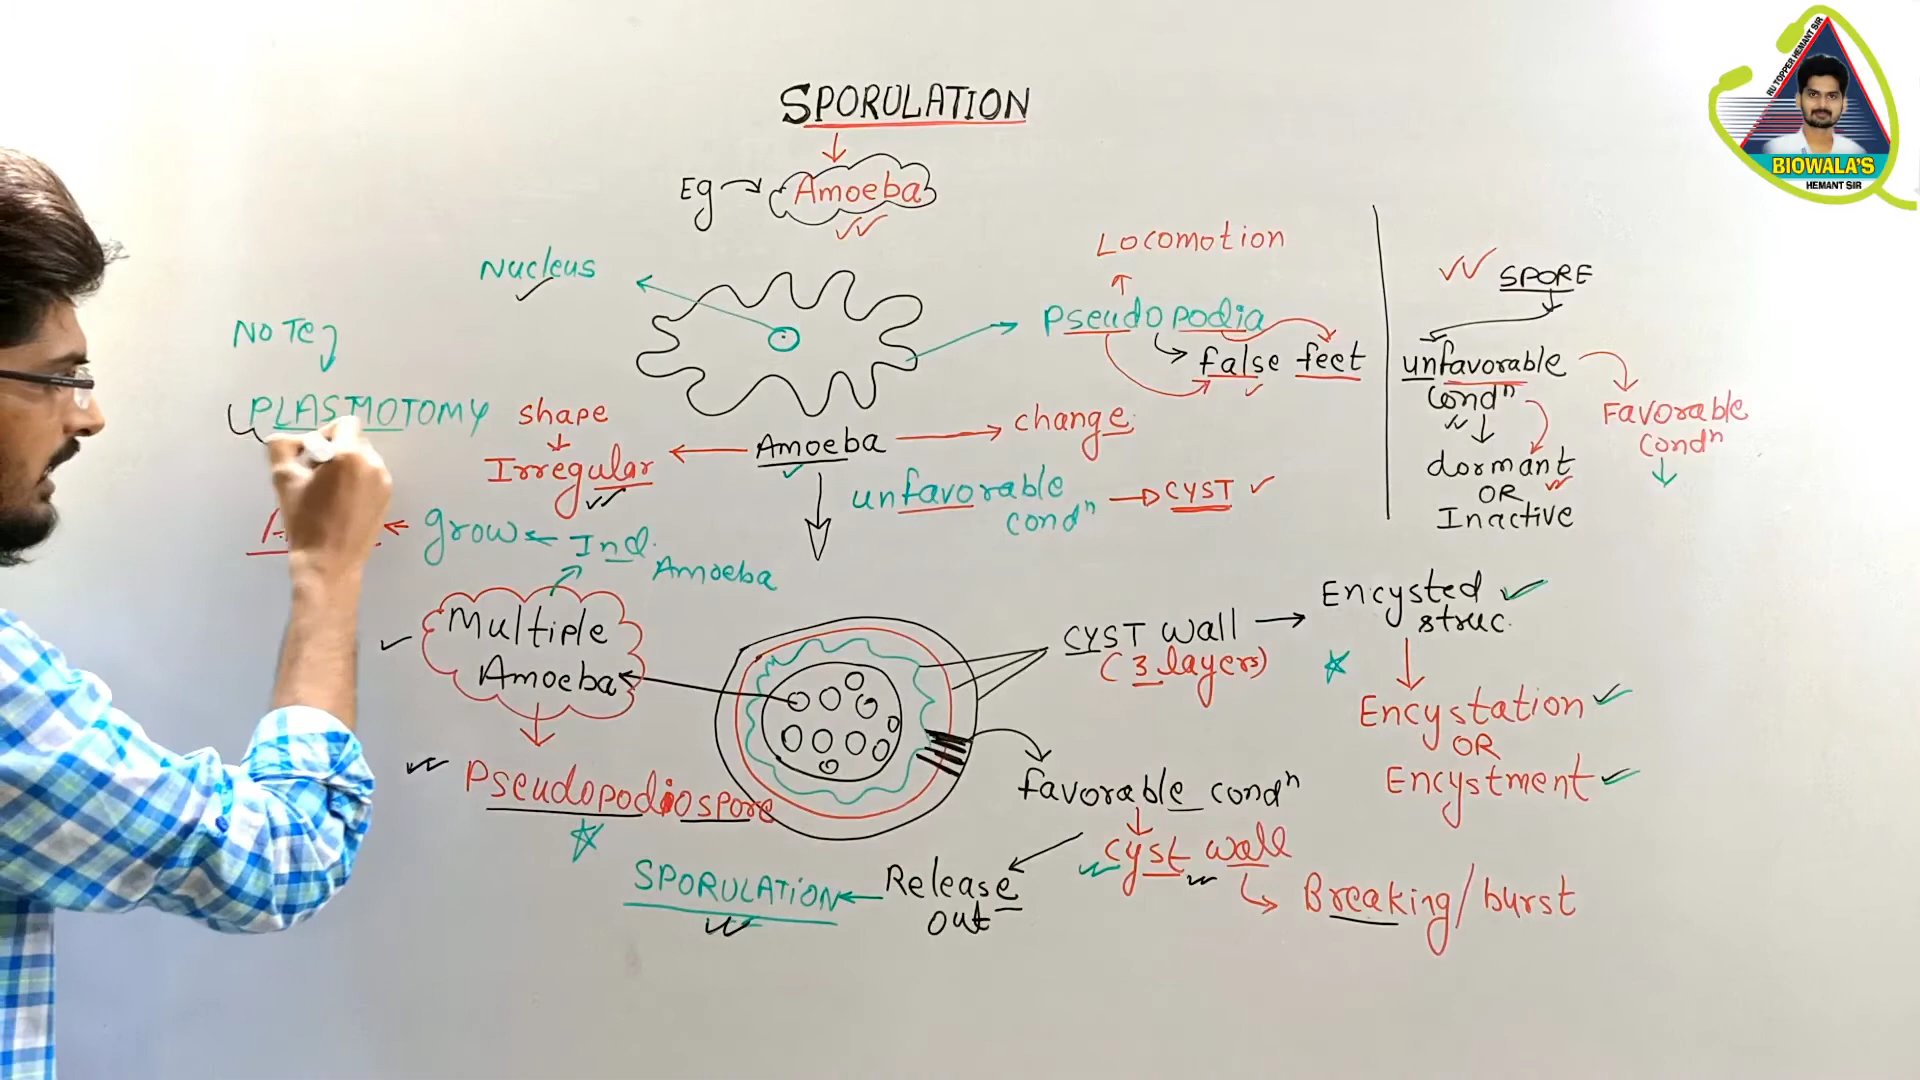 SPORULATION
Eg
Amoeba
RU TOPPER HEMANT SIR
BIOWALA'S
HEMANT SIR
Nucleus
Locomotion
Pseudopodia
false feet
SPORE
unfavorable
condn
dormant
OR
Inactive
Favorable
condn
NOTE
PLASMOTOMY
shape
Irregular
Amoeba
change
unfavorable
condn
CYST
grow
Ind.
Amoeba
Multiple
Amoeba
Pseudopodiospore
CYST wall
(3 layers)
Encysted
struc.
Encystation
OR
Encystment
favorable condn
Cyst wall
Breaking/burst
Release
out
SPORULATION